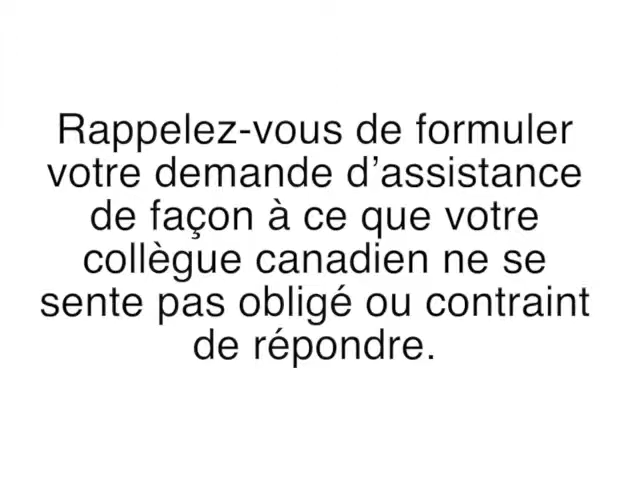 Rappelez-vous de formuler
votre demande d’assistance
de façon à ce que votre
collègue canadien ne se
sente pas obligé ou contraint
de répondre.